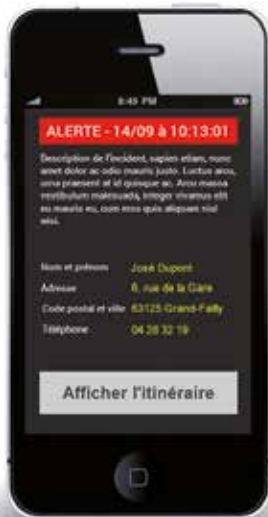 8:45 PM
ALERTE - 14/09 à 10:13:01
Description de l'incident, sapien etiam, nunc
amet dolor ac odio mauris justo. Luctus arcu,
urna praesent at id quisque ac. Arcu massa
vestibulum malesuada, integer vivamus elit
eu mauris eu, cum eros quis aliquam nisl
wisi.
Nom et prénom José Dupont
Adresse 6, rue de la Gare
Code postal et ville 63125 Grand-Failly
Téléphone 04 28 32 19
Afficher l'itinéraire